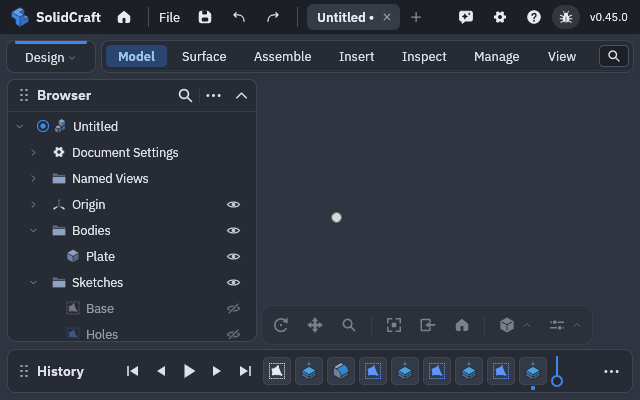 SolidCraft
File
Untitled •
v0.45.0
Design
Model
Surface
Assemble
Insert
Inspect
Manage
View
Browser
Untitled
Document Settings
Named Views
Origin
Bodies
Plate
Sketches
Base
Holes
History